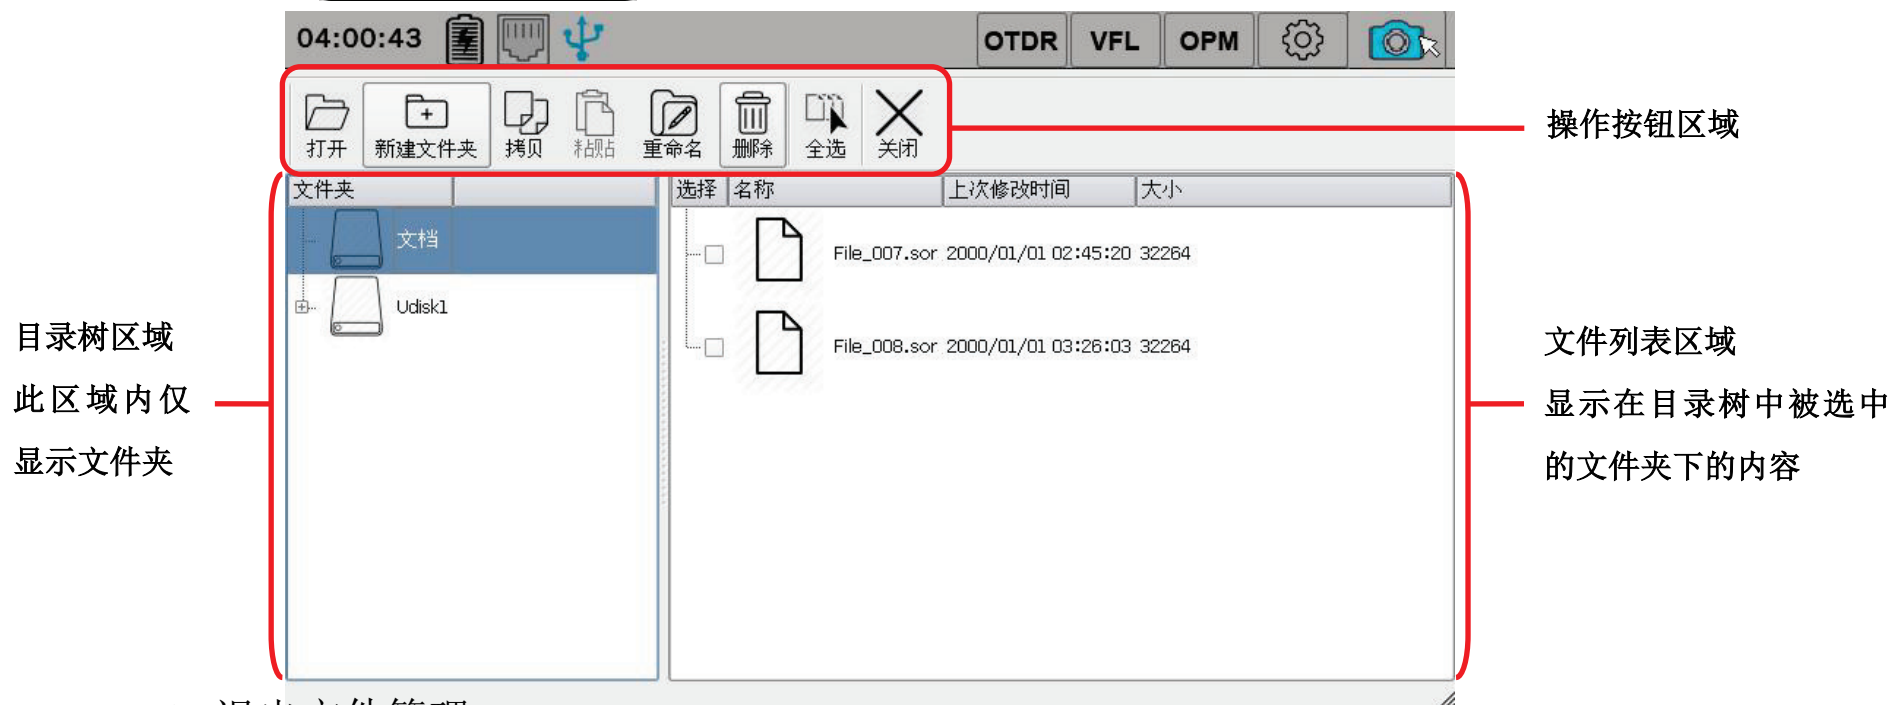 04:00:43 OTDR VFL OPM
打开 新建文件夹 拷贝 粘贴 重命名 删除 全选 关闭
操作按钮区域
文件夹 选择 名称 上次修改时间 大小
文档
File_007.sor 2000/01/01 02:45:20 32264
Udisk1
File_008.sor 2000/01/01 03:26:03 32264
目录树区域
此区域内仅
显示文件夹
文件列表区域
显示在目录树中被选中
的文件夹下的内容